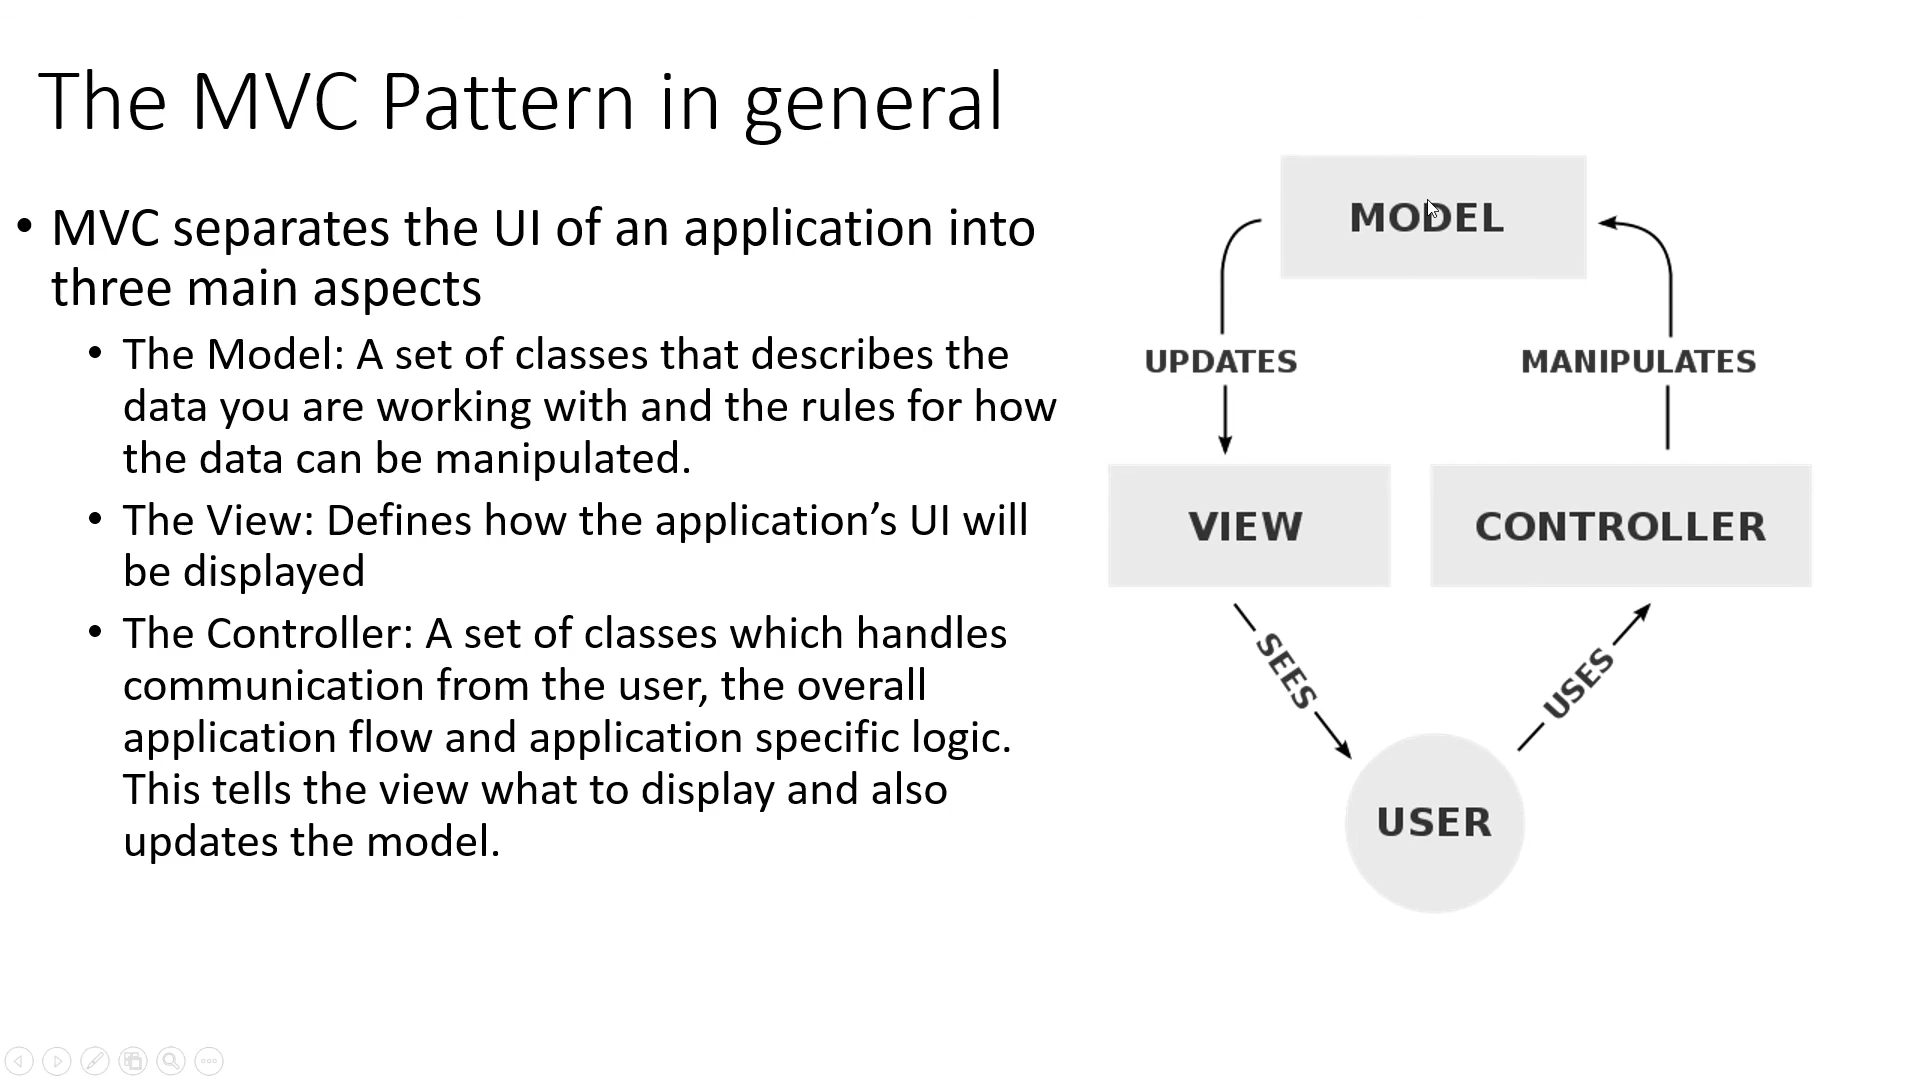 The MVC Pattern in general
• MVC separates the UI of an application into
three main aspects
• The Model: A set of classes that describes the
data you are working with and the rules for how
the data can be manipulated.
• The View: Defines how the application’s UI will
be displayed
• The Controller: A set of classes which handles
communication from the user, the overall
application flow and application specific logic.
This tells the view what to display and also
updates the model.
MODEL
UPDATES
MANIPULATES
VIEW
CONTROLLER
SEES
USES
USER